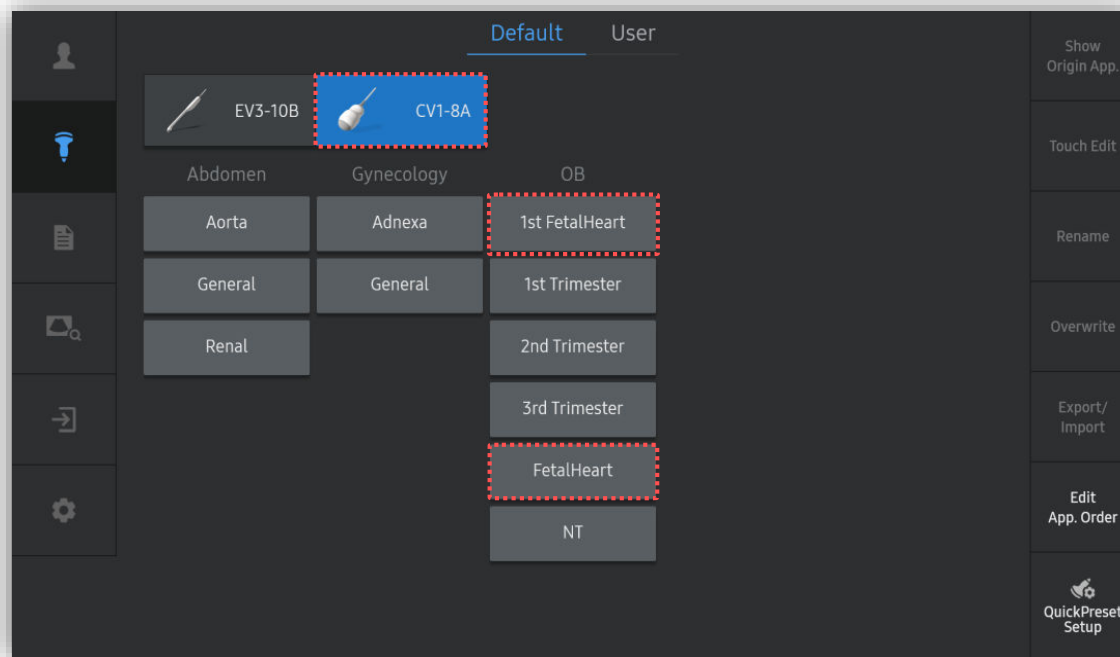 Default User
Show
Origin App.
EV3-10B CV1-8A
Touch Edit
Abdomen Gynecology OB
Aorta Adnexa 1st FetalHeart
Rename
General General 1st Trimester
Renal 2nd Trimester
Overwrite
3rd Trimester
Export/
Import
FetalHeart
Edit
App. Order
NT
QuickPreset
Setup